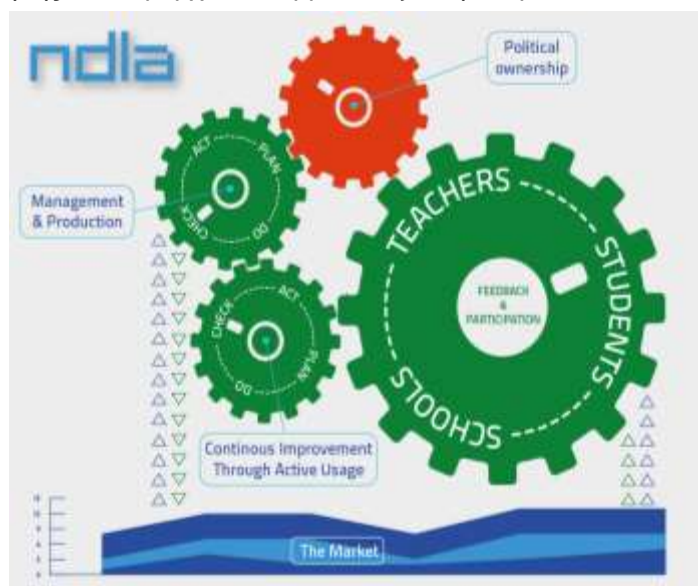 ndla
Political
ownership
ACT
PLAN
DO
CHECK
Management
& Production
TEACHERS
STUDENTS
SCHOOLS
FEEDBACK
&
PARTICIPATION
CHECK
ACT
PLAN
DO
Continous Improvement
Through Active Usage
The Market